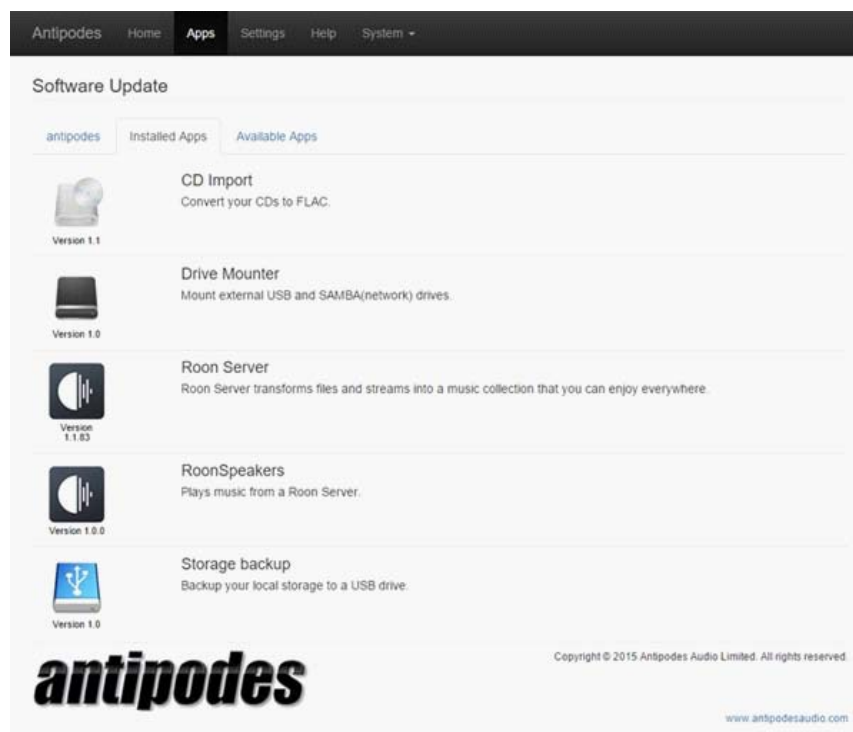 Antipodes Home Apps Settings Help System
Software Update
antipodes Installed Apps Available Apps
CD Import
Convert your CDs to FLAC.
Version 1.1
Drive Mounter
Mount external USB and SAMBA(network) drives.
Version 1.0
Roon Server
Roon Server transforms files and streams into a music collection that you can enjoy everywhere.
Version
1.1.83
RoonSpeakers
Plays music from a Roon Server.
Version 1.0.0
Storage backup
Backup your local storage to a USB drive.
Version 1.0
antipodes
Copyright © 2015 Antipodes Audio Limited. All rights reserved.
www.antipodesaudio.com